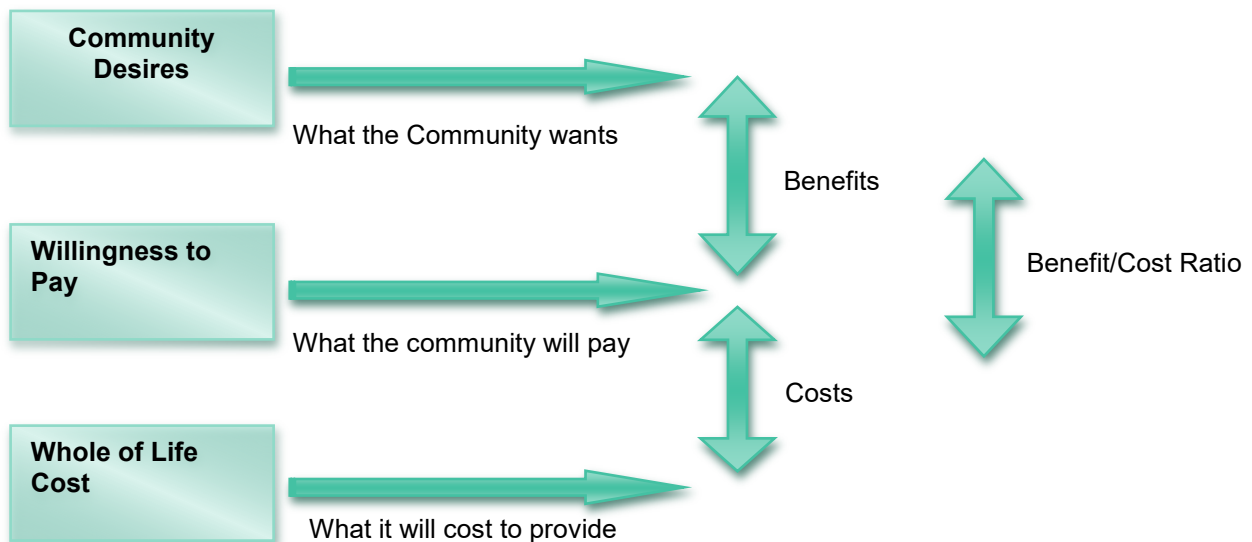 Community
Desires
What the Community wants
Benefits
Willingness to
Pay
Benefit/Cost Ratio
What the community will pay
Costs
Whole of Life
Cost
What it will cost to provide